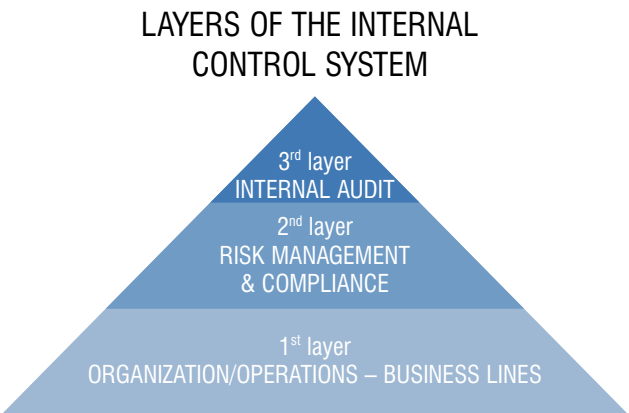 LAYERS OF THE INTERNAL
CONTROL SYSTEM
3rd layer
INTERNAL AUDIT
2nd layer
RISK MANAGEMENT
& COMPLIANCE
1st layer
ORGANIZATION/OPERATIONS – BUSINESS LINES